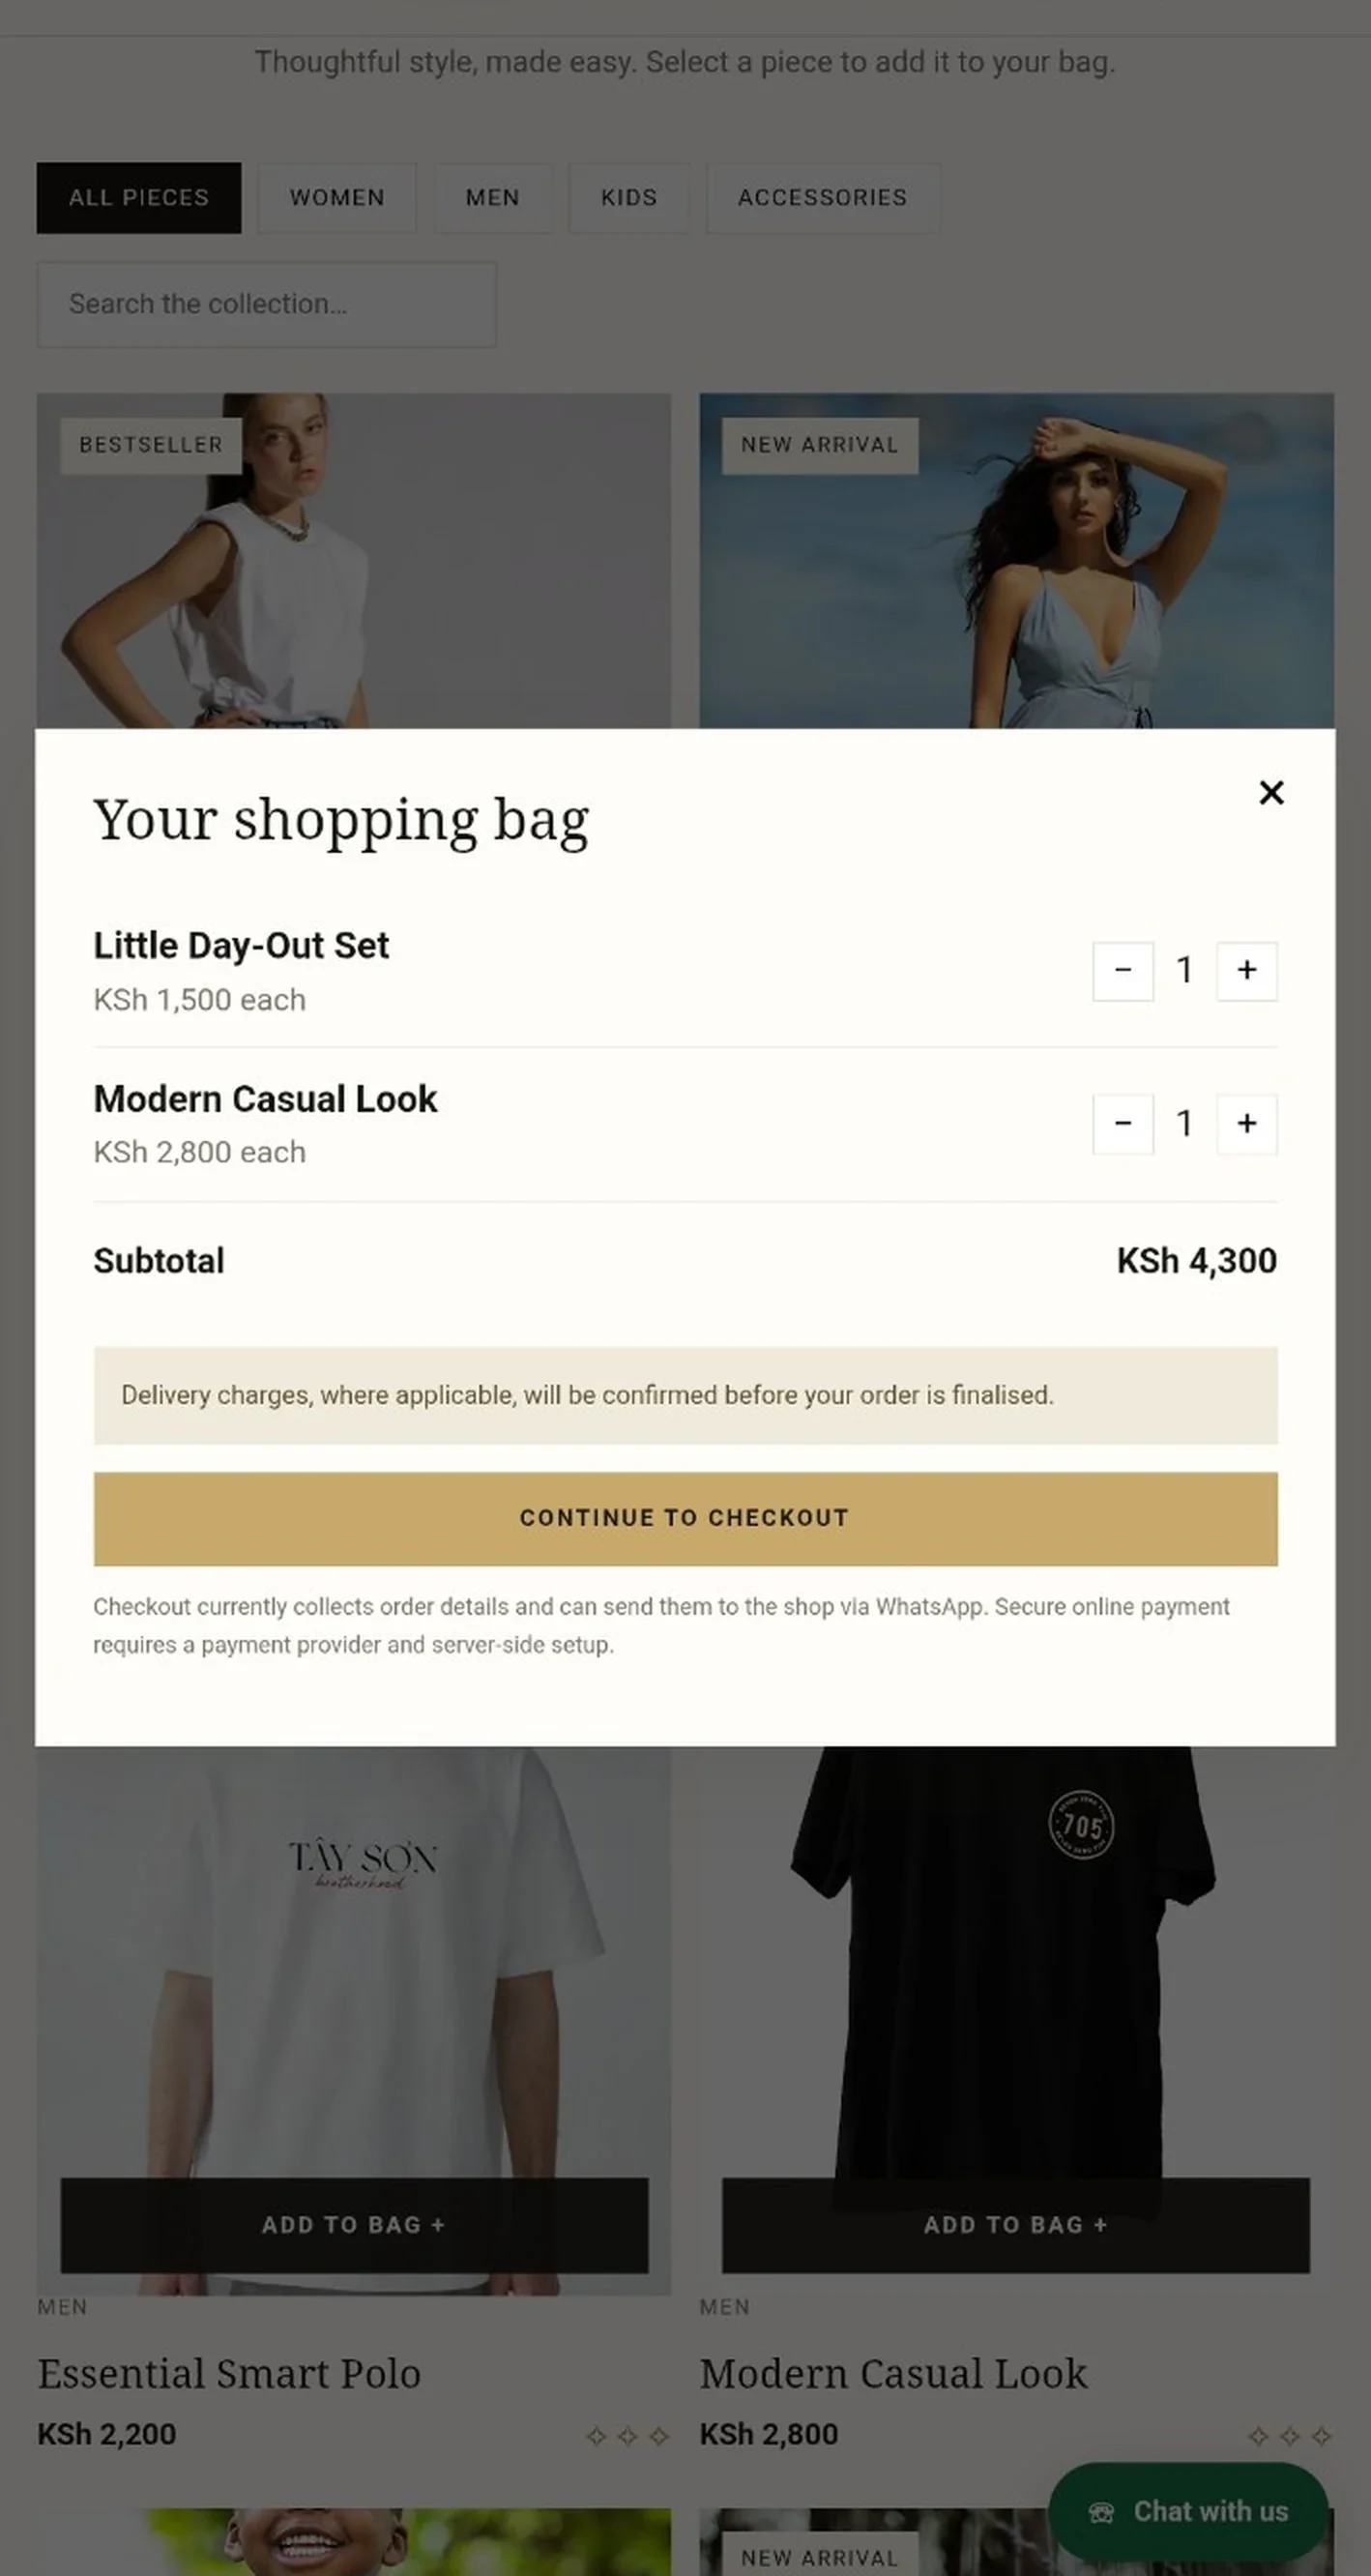 Thoughtful style, made easy. Select a piece to add it to your bag.
ALL PIECES WOMEN MEN KIDS ACCESSORIES
Search the collection...
BESTSELLER NEW ARRIVAL
Your shopping bag ×
Little Day-Out Set
KSh 1,500 each
− 1 +
Modern Casual Look
KSh 2,800 each
− 1 +
Subtotal KSh 4,300
Delivery charges, where applicable, will be confirmed before your order is finalised.
CONTINUE TO CHECKOUT
Checkout currently collects order details and can send them to the shop via WhatsApp. Secure online payment
requires a payment provider and server-side setup.
705
TÂY SƠN
brotherhood
ADD TO BAG + ADD TO BAG +
MEN MEN
Essential Smart Polo Modern Casual Look
KSh 2,200 KSh 2,800
Chat with us
NEW ARRIVAL